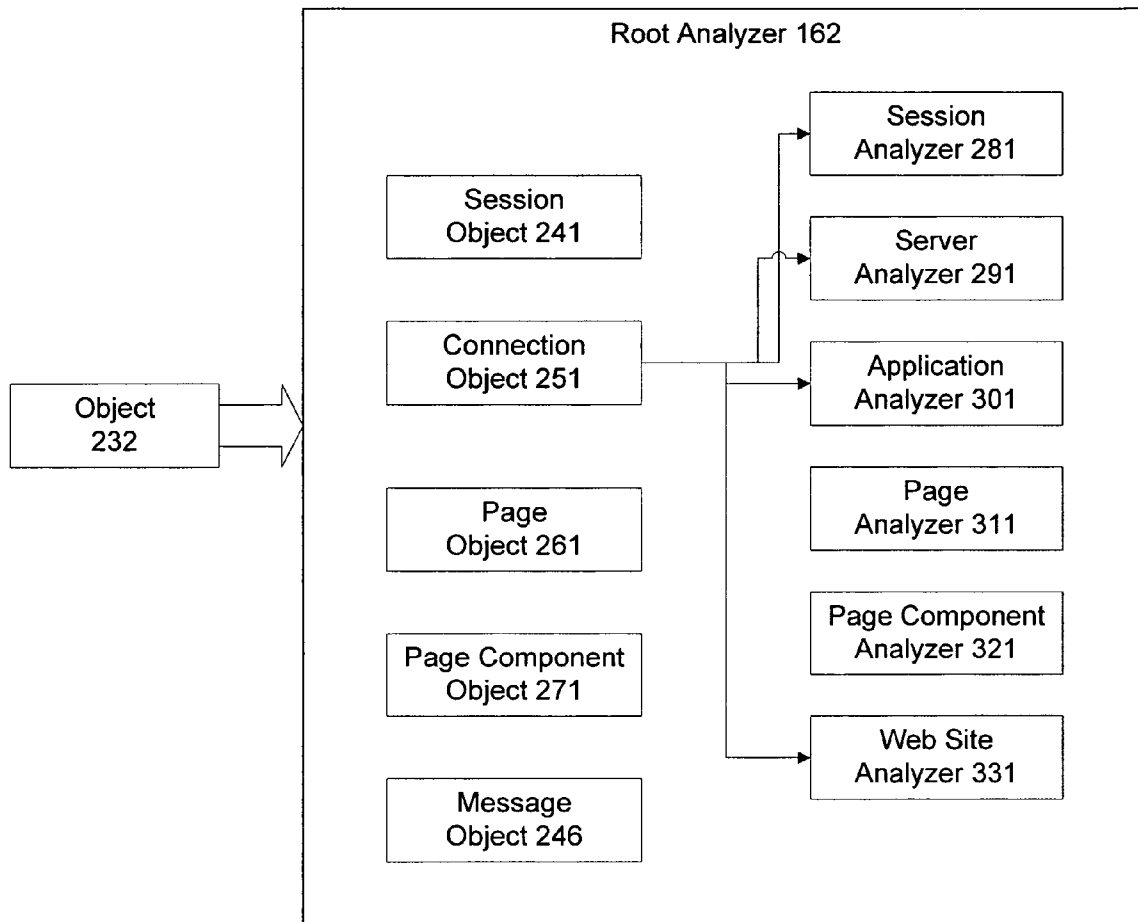 Root Analyzer 162
Object
232
Session
Object 241
Connection
Object 251
Page
Object 261
Page Component
Object 271
Message
Object 246
Session
Analyzer 281
Server
Analyzer 291
Application
Analyzer 301
Page
Analyzer 311
Page Component
Analyzer 321
Web Site
Analyzer 331